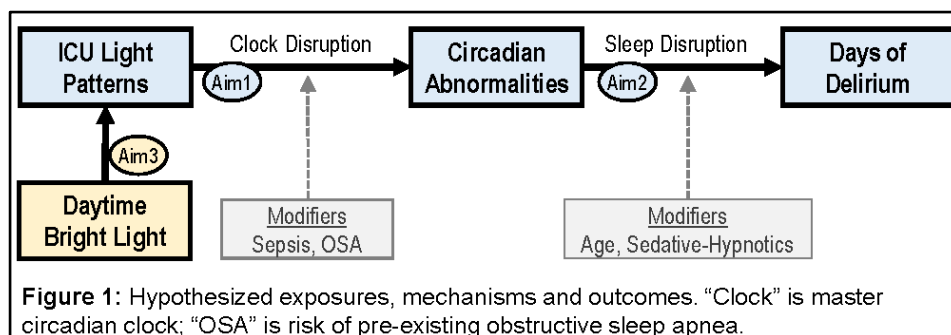 ICU Light
Patterns
Clock Disruption
Aim1
Circadian
Abnormalities
Sleep Disruption
Aim2
Days of
Delirium
Aim3
Daytime
Bright Light
Modifiers
Sepsis, OSA
Modifiers
Age, Sedative-Hypnotics
Figure 1: Hypothesized exposures, mechanisms and outcomes. “Clock” is master
circadian clock; “OSA” is risk of pre-existing obstructive sleep apnea.